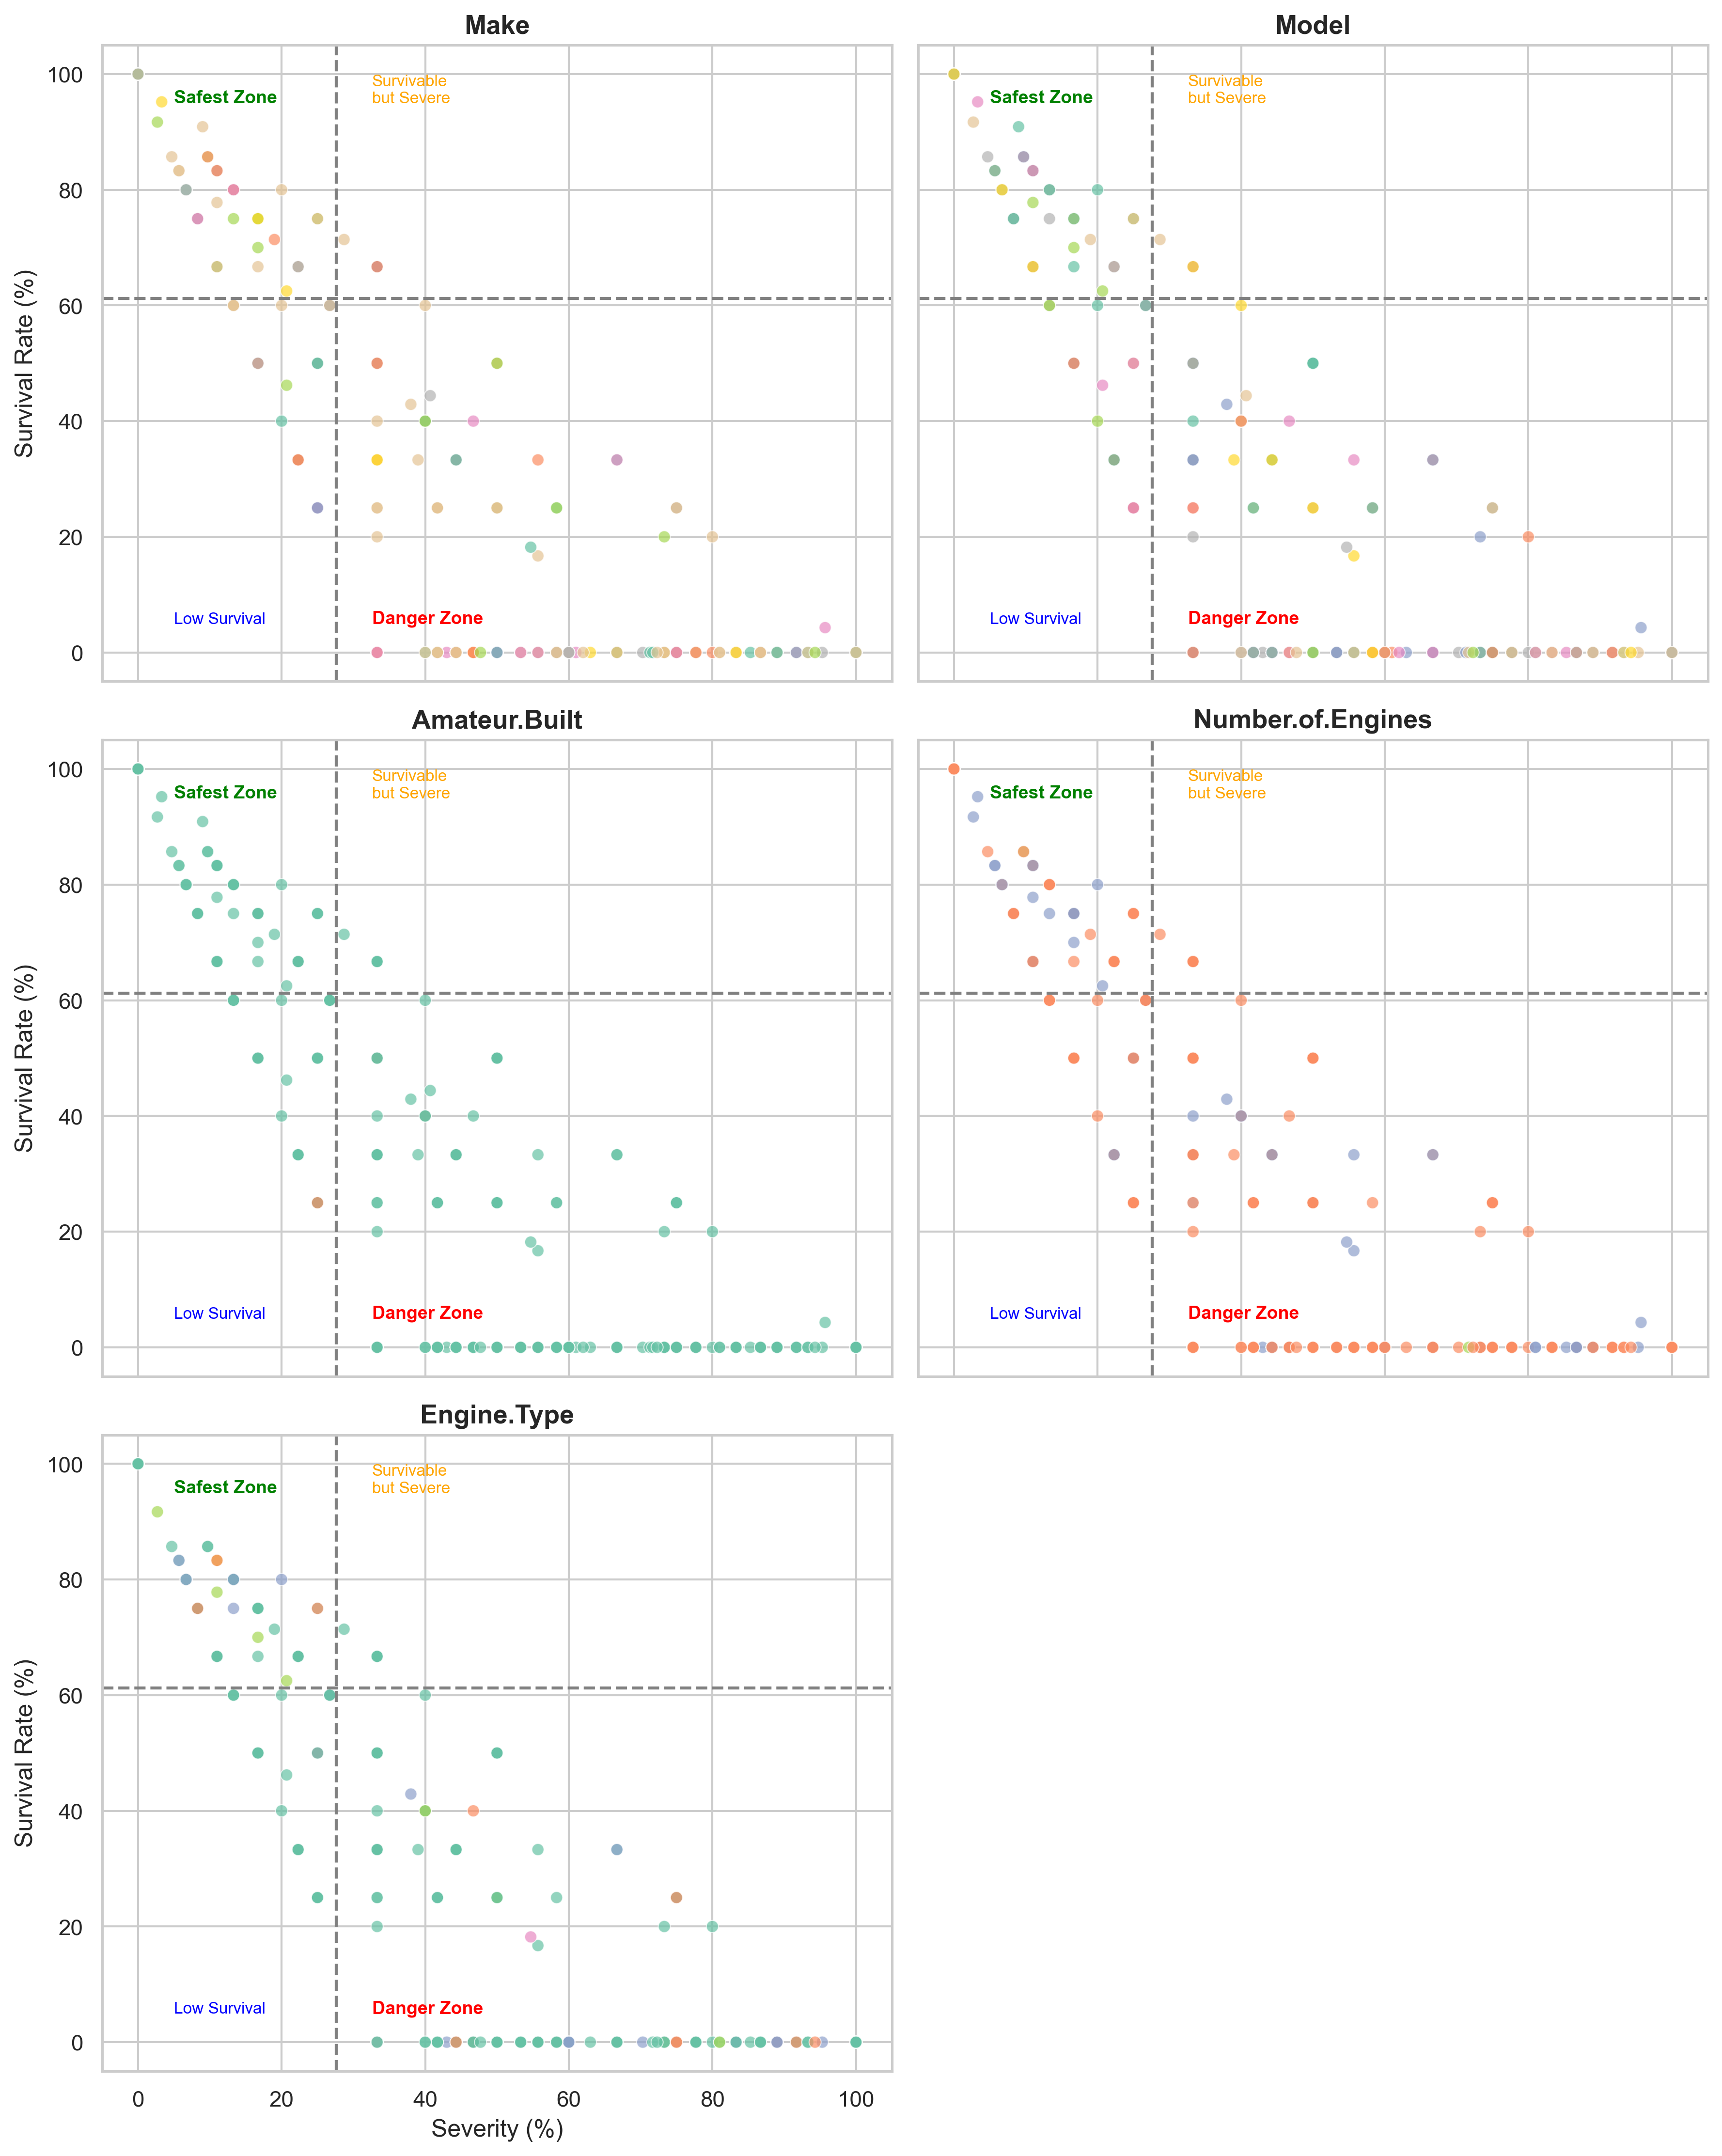 Make
Model
100
80
60
40
20
0
Survival Rate (%)
Safest Zone
Survivable
but Severe
Low Survival
Danger Zone
Safest Zone
Survivable
but Severe
Low Survival
Danger Zone
Amateur.Built
Number.of.Engines
100
80
60
40
20
0
Survival Rate (%)
Safest Zone
Survivable
but Severe
Low Survival
Danger Zone
Safest Zone
Survivable
but Severe
Low Survival
Danger Zone
Engine.Type
100
80
60
40
20
0
Survival Rate (%)
Safest Zone
Survivable
but Severe
Low Survival
Danger Zone
0 20 40 60 80 100
Severity (%)